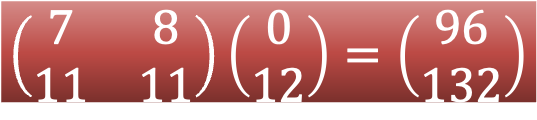 (7 8) (0) = (96)
(11 11) (12) (132)